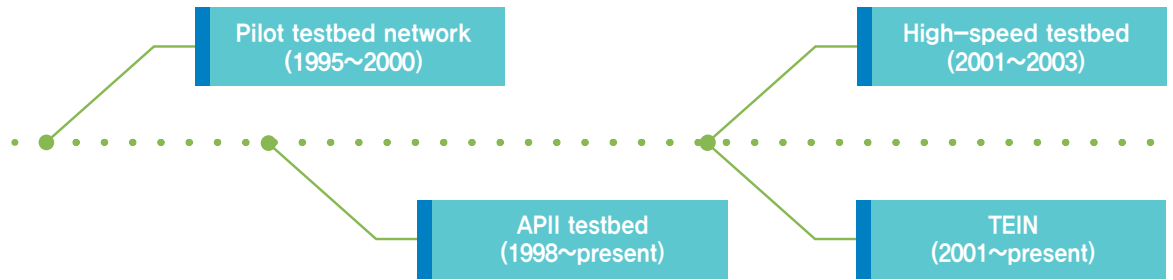 Pilot testbed network
(1995~2000)
High-speed testbed
(2001~2003)
APII testbed
(1998~present)
TEIN
(2001~present)